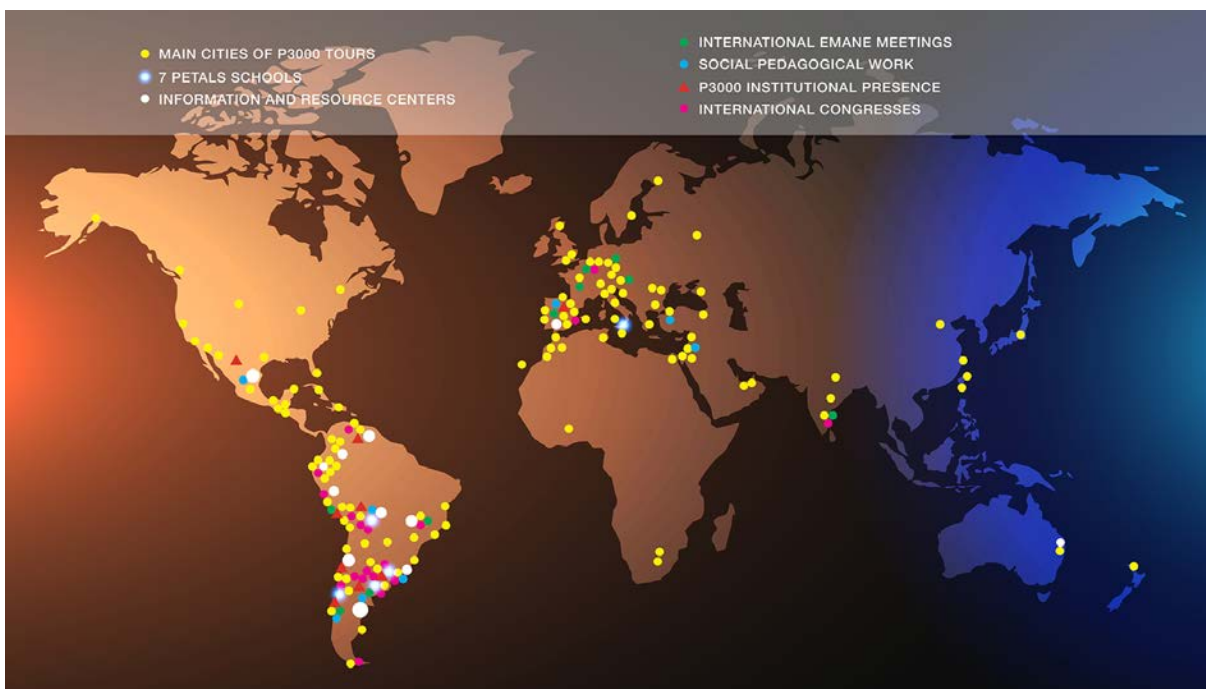 MAIN CITIES OF P3000 TOURS
7 PETALS SCHOOLS
INFORMATION AND RESOURCE CENTERS
INTERNATIONAL EMANE MEETINGS
SOCIAL PEDAGOGICAL WORK
P3000 INSTITUTIONAL PRESENCE
INTERNATIONAL CONGRESSES